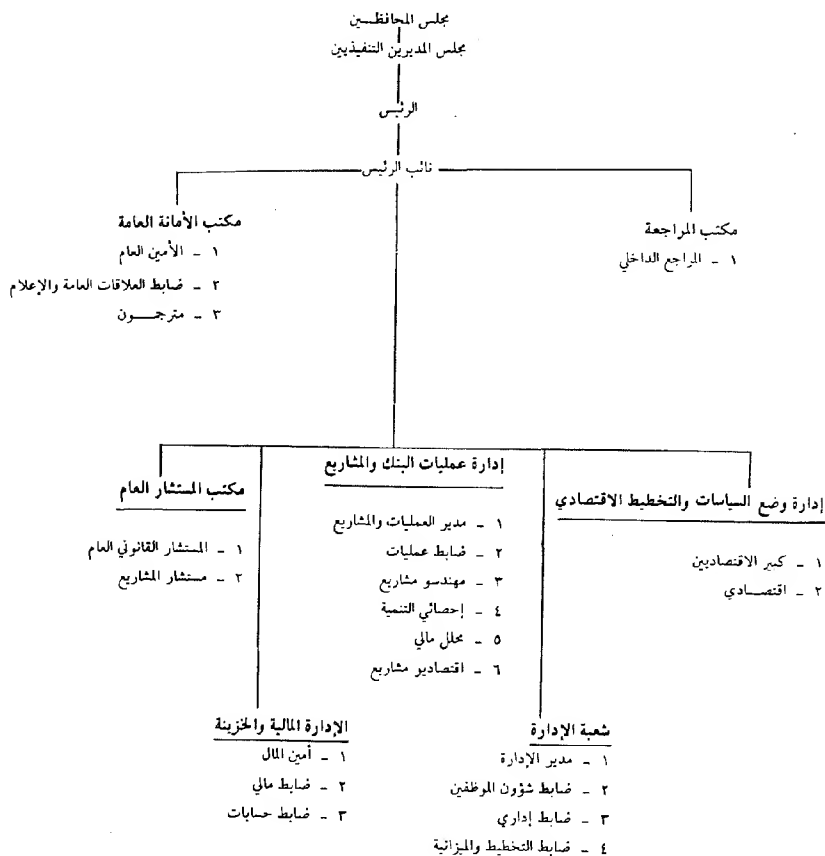 مجلس المحافظـين
مجلس المديرين التنفيذيين
الرئيس
نائب الرئيس
مكتب المراجعة
١ - المراجع الداخلي
مكتب الأمانة العامة
١ - الأمين العام
٢ - ضابط العلاقات العامة والإعلام
٣ - مترجمـــون
إدارة وضع السياسات والتخطيط الاقتصادي
١ - كبير الاقتصاديين
٢ - اقتصـــادي
إدارة عمليات البنك والمشاريع
١ - مدير العمليات والمشاريع
٢ - ضابط عمليات
٣ - مهندسو مشاريع
٤ - إحصائي التنمية
٥ - محلل مالي
٦ - اقتصاديو مشاريع
مكتب المستشار العام
١ - المستشار القانوني العام
٢ - مستشار المشاريع
شعبة الإدارة
١ - مدير الإدارة
٢ - ضابط شؤون الموظفين
٣ - ضابط إداري
٤ - ضابط التخطيط والميزانية
الإدارة المالية والخزينة
١ - أمين المال
٢ - ضابط مالي
٣ - ضابط حسابات